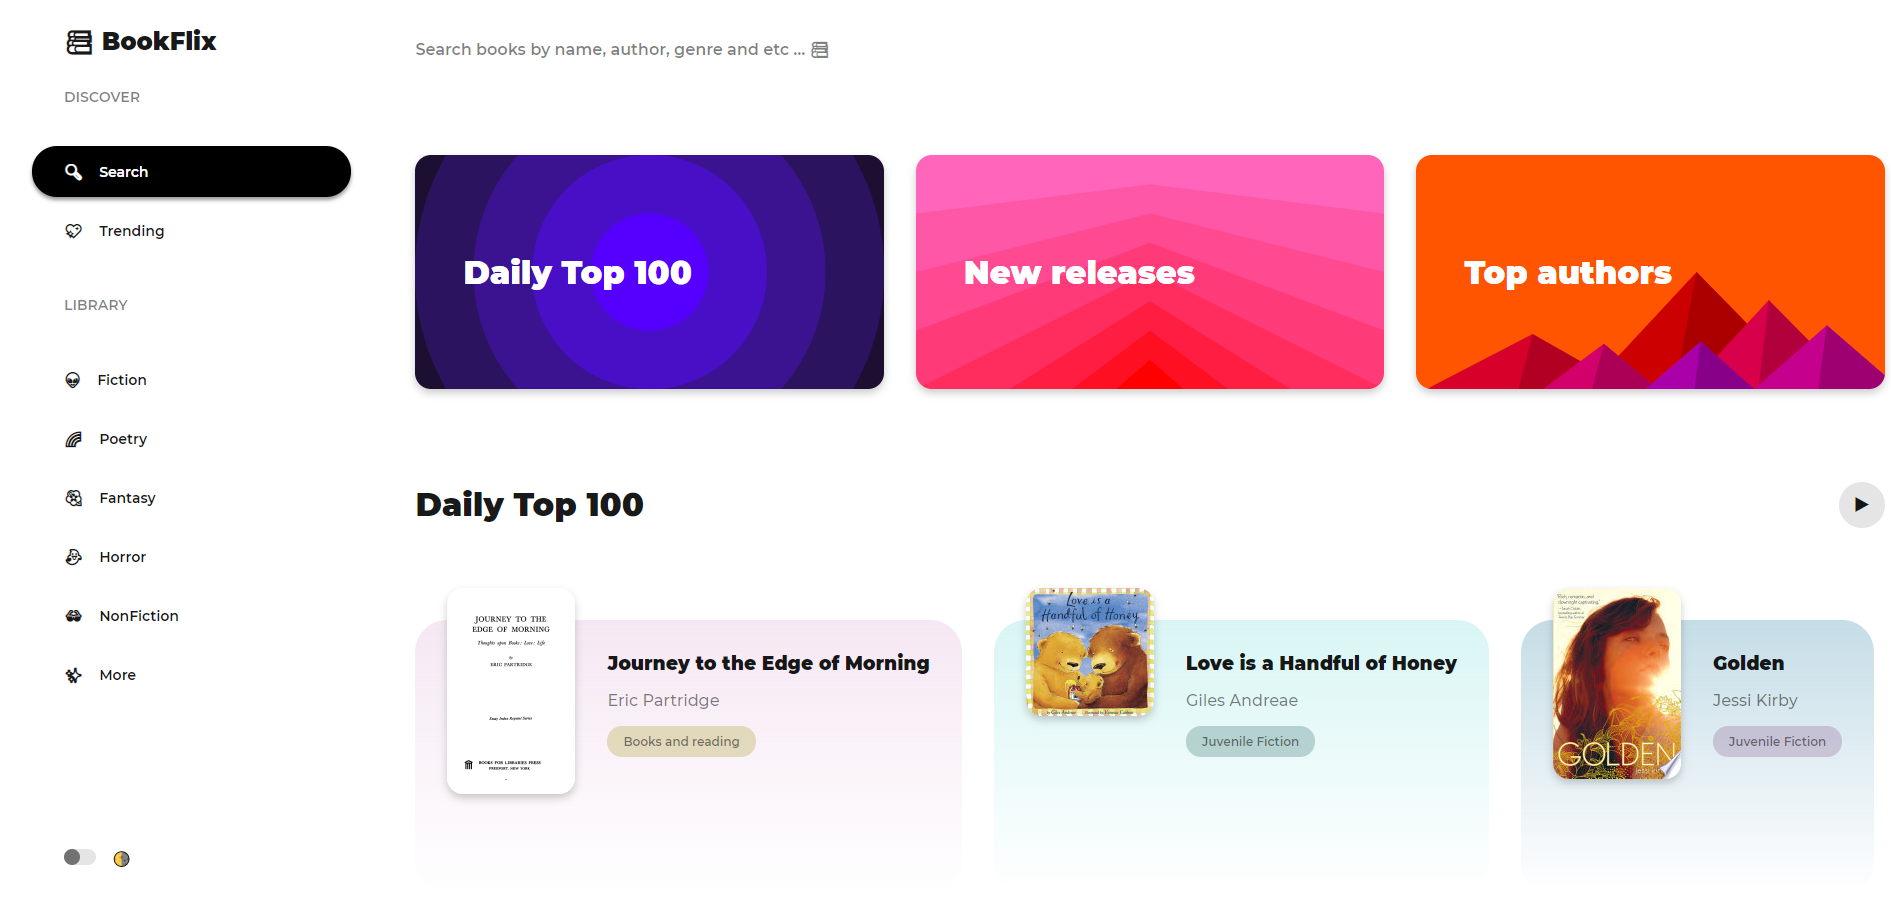 BookFlix
Search books by name, author, genre and etc ...
DISCOVER
Search
Trending
LIBRARY
Fiction
Poetry
Fantasy
Horror
NonFiction
More
Daily Top 100
New releases
Top authors
Daily Top 100
JOURNEY TO THE
EDGE OF MORNING
Thoughts upon Books: Love: Life
by
ERIC PARTRIDGE
Essay Index Reprint Series
BOOKS FOR LIBRARIES PRESS
FREEPORT, NEW YORK
Journey to the Edge of Morning
Eric Partridge
Books and reading
Love is a
Handful of Honey
Love is a Handful of Honey
Giles Andreae
Juvenile Fiction
GOLDEN
Golden
Jessi Kirby
Juvenile Fiction